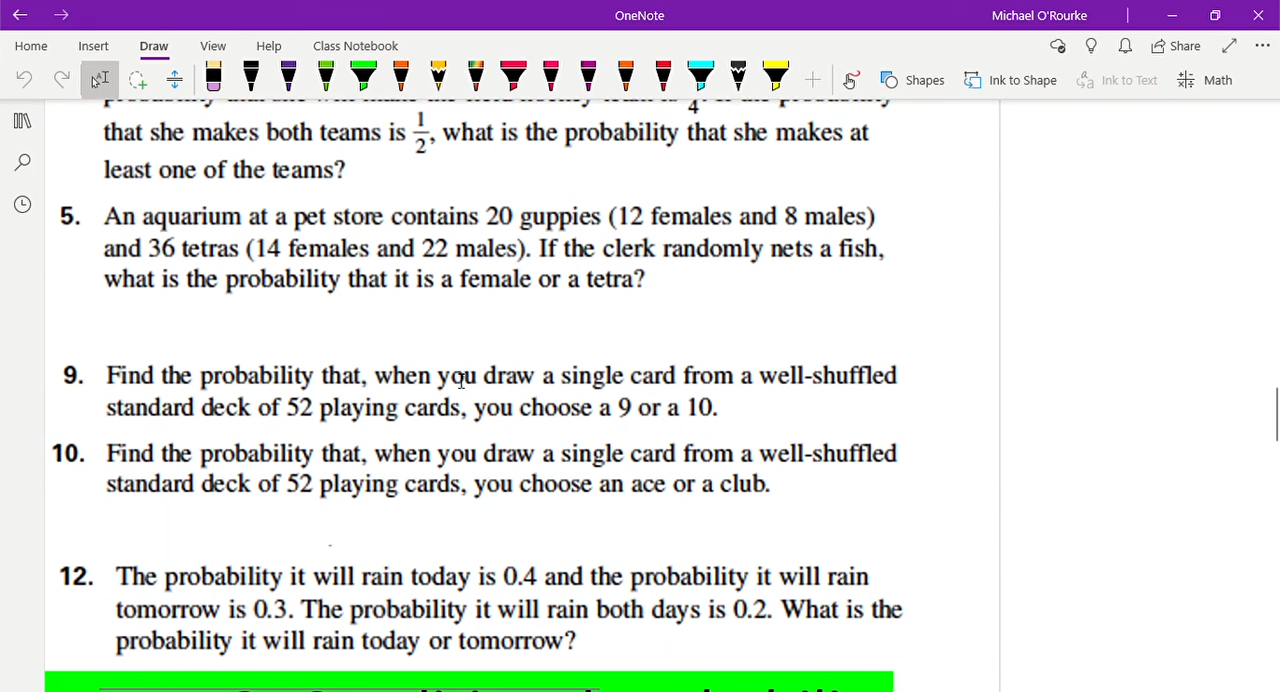 OneNote
Michael O'Rourke
Home Insert Draw View Help Class Notebook
Share
Shapes Ink to Shape Ink to Text Math
4
that she makes both teams is 1/2, what is the probability that she makes at
least one of the teams?
5. An aquarium at a pet store contains 20 guppies (12 females and 8 males)
and 36 tetras (14 females and 22 males). If the clerk randomly nets a fish,
what is the probability that it is a female or a tetra?
9. Find the probability that, when you draw a single card from a well-shuffled
standard deck of 52 playing cards, you choose a 9 or a 10.
10. Find the probability that, when you draw a single card from a well-shuffled
standard deck of 52 playing cards, you choose an ace or a club.
12. The probability it will rain today is 0.4 and the probability it will rain
tomorrow is 0.3. The probability it will rain both days is 0.2. What is the
probability it will rain today or tomorrow?